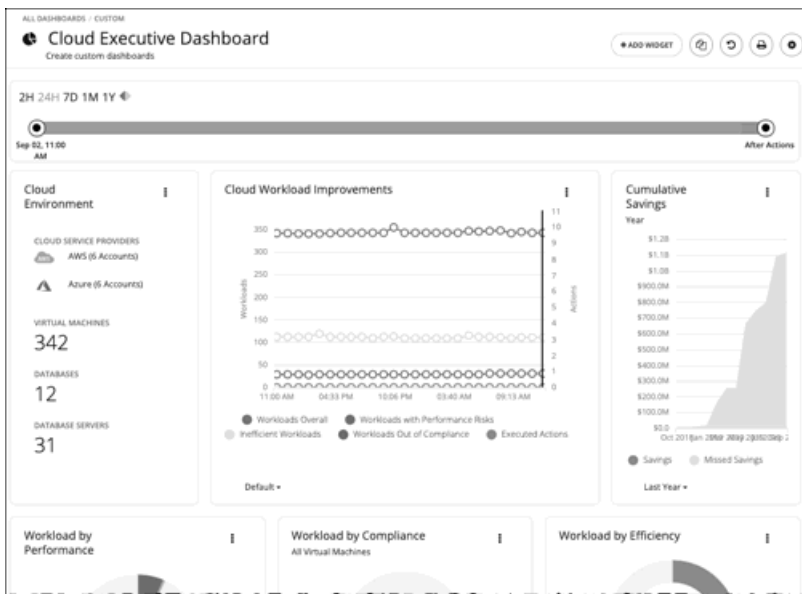 ALL DASHBOARDS / CUSTOM
Cloud Executive Dashboard
Create custom dashboards
ADD WIDGET
2H 24H 7D 1M 1Y
Sep 02, 11:00
AM
After Actions
Cloud
Environment
CLOUD SERVICE PROVIDERS
AWS (6 Accounts)
Azure (6 Accounts)
VIRTUAL MACHINES
342
DATABASES
12
DATABASE SERVERS
31
Cloud Workload Improvements
350
300
250
200
150
100
50
0
Workloads
11
10
9
8
7
6
5
4
3
2
1
0
Actions
11:00 AM 04:33 PM 10:06 PM 03:40 AM 09:13 AM
Workloads Overall Workloads with Performance Risks
Inefficient Workloads Workloads Out of Compliance Executed Actions
Default
Cumulative
Savings
Year
$1.2B
$1.1B
$1.0B
$900.0M
$800.0M
$700.0M
$600.0M
$500.0M
$400.0M
$300.0M
$200.0M
$100.0M
$0.0
Oct
Savings Missed Savings
Last Year
Workload by
Performance
Workload by Compliance
All Virtual Machines
Workload by Efficiency